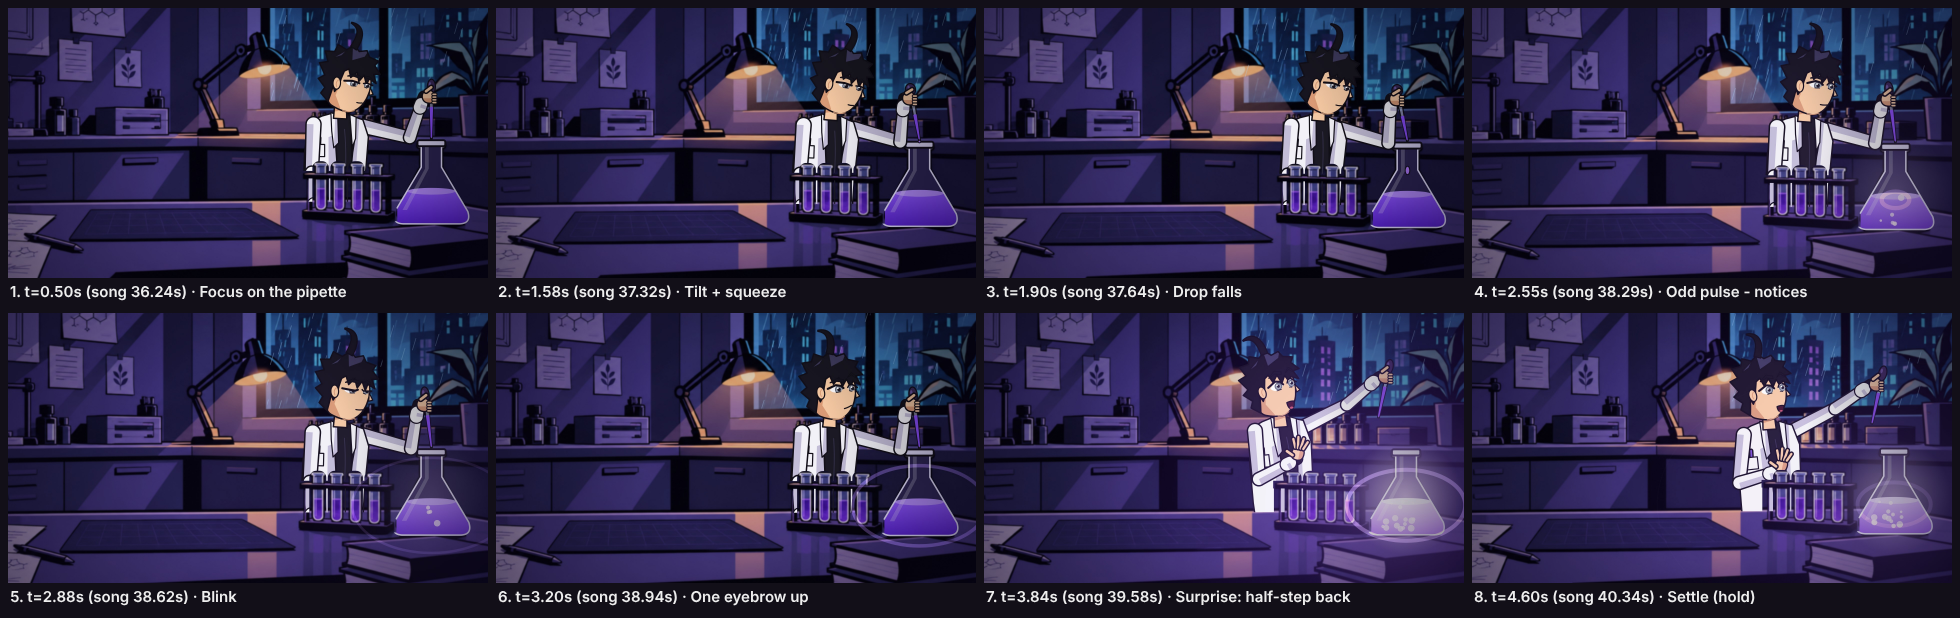 1. t=0.50s (song 36.24s) · Focus on the pipette
2. t=1.58s (song 37.32s) · Tilt + squeeze
3. t=1.90s (song 37.64s) · Drop falls
4. t=2.55s (song 38.29s) · Odd pulse - notices
5. t=2.88s (song 38.62s) · Blink
6. t=3.20s (song 38.94s) · One eyebrow up
7. t=3.84s (song 39.58s) · Surprise: half-step back
8. t=4.60s (song 40.34s) · Settle (hold)